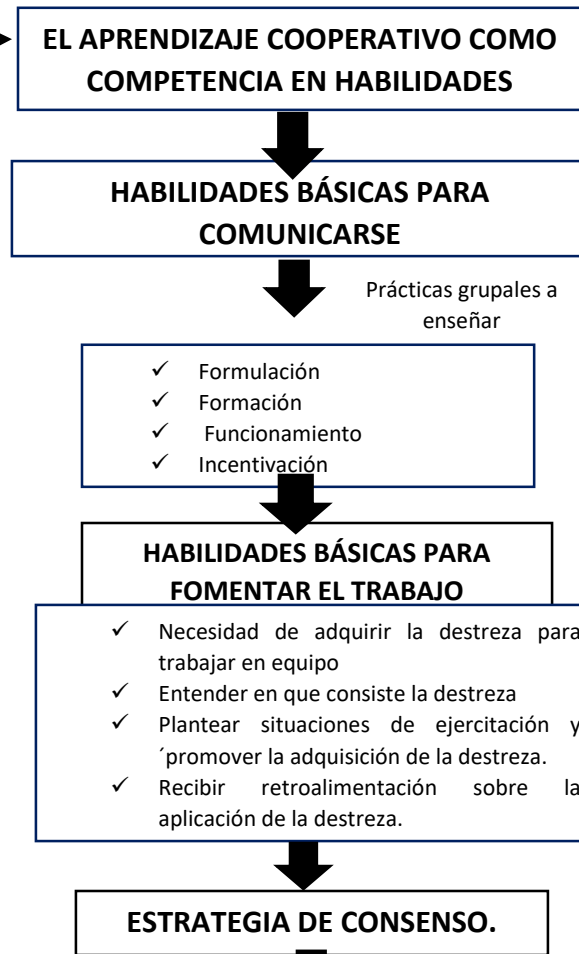 EL APRENDIZAJE COOPERATIVO COMO
COMPETENCIA EN HABILIDADES
HABILIDADES BÁSICAS PARA
COMUNICARSE
Prácticas grupales a
enseñar
✓ Formulación
✓ Formación
✓ Funcionamiento
✓ Incentivación
HABILIDADES BÁSICAS PARA
FOMENTAR EL TRABAJO
✓ Necesidad de adquirir la destreza para
trabajar en equipo
✓ Entender en que consiste la destreza
✓ Plantear situaciones de ejercitación y
´promover la adquisición de la destreza.
✓ Recibir retroalimentación sobre la
aplicación de la destreza.
ESTRATEGIA DE CONSENSO.